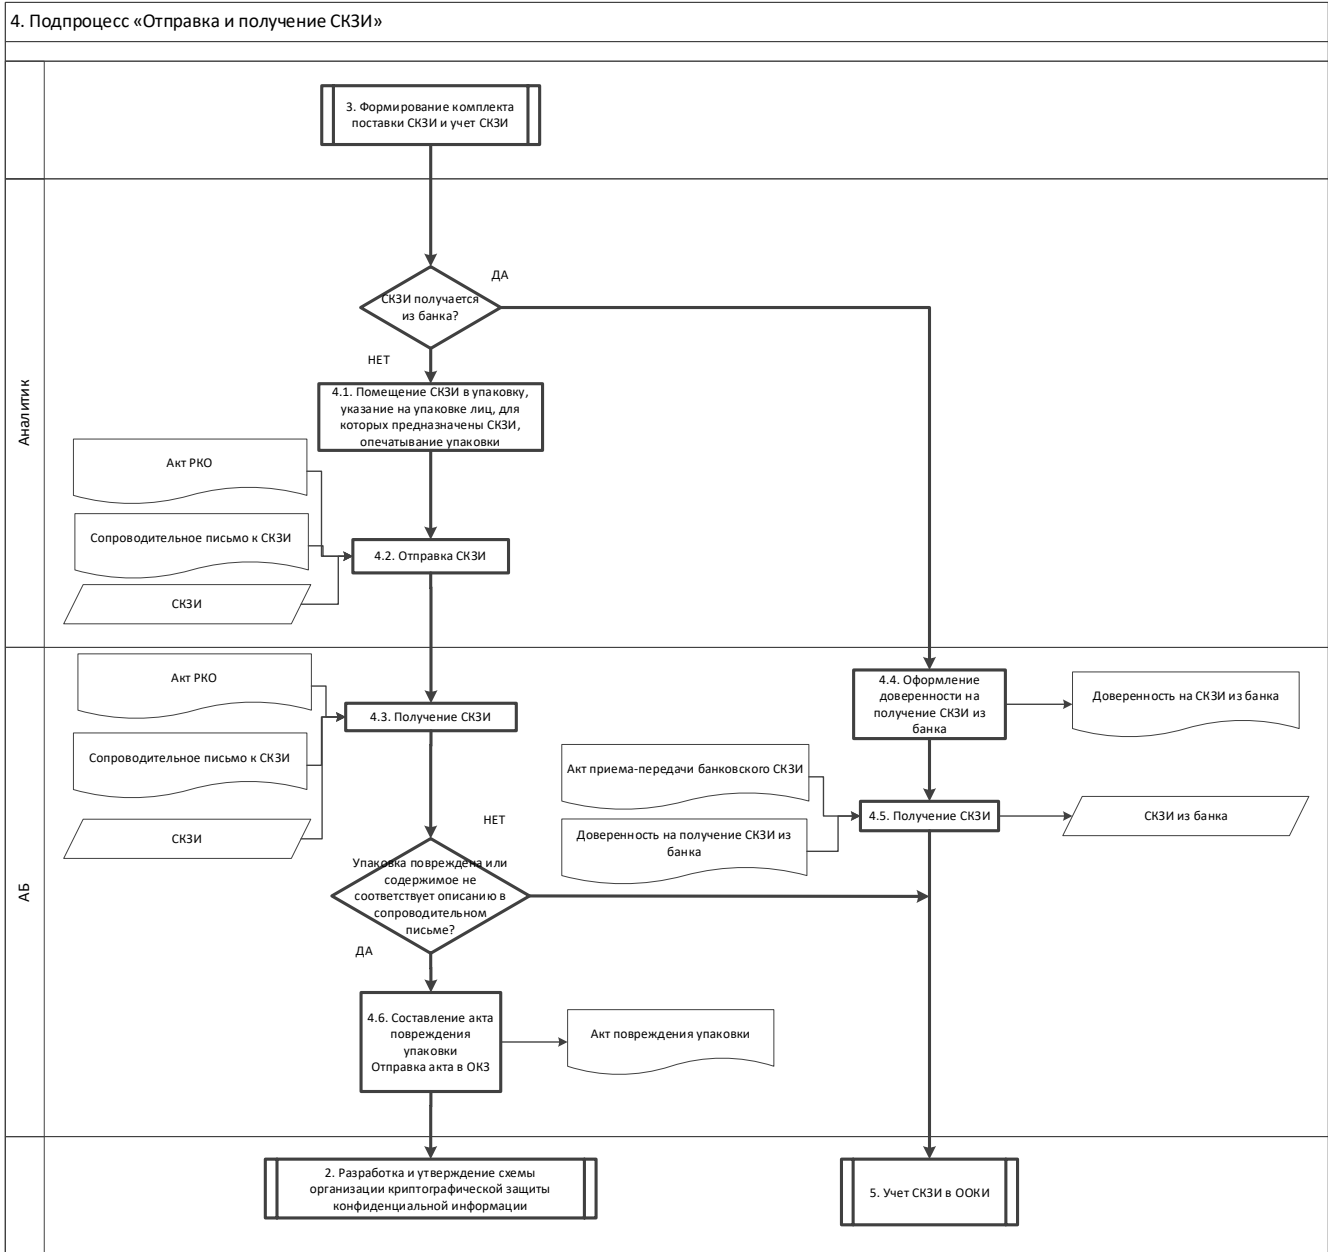 4. Подпроцесс «Отправка и получение СКЗИ»
3. Формирование комплекта
поставки СКЗИ и учет СКЗИ
Аналитик
ДА
СКЗИ получается
из банка?
НЕТ
4.1. Помещение СКЗИ в упаковку,
указание на упаковке лиц, для
которых предназначены СКЗИ,
опечатывание упаковки
Акт РКО
Сопроводительное письмо к СКЗИ
4.2. Отправка СКЗИ
СКЗИ
АБ
Акт РКО
4.3. Получение СКЗИ
Сопроводительное письмо к СКЗИ
СКЗИ
4.4. Оформление
доверенности на
получение СКЗИ из
банка
Доверенность на СКЗИ из банка
Акт приема-передачи банковского СКЗИ
4.5. Получение СКЗИ
СКЗИ из банка
Доверенность на получение СКЗИ из
банка
НЕТ
Упаковка повреждена или
содержимое не
соответствует описанию в
сопроводительном
письме?
ДА
4.6. Составление акта
повреждения
упаковки
Отправка акта в ОКЗ
Акт повреждения упаковки
2. Разработка и утверждение схемы
организации криптографической защиты
конфиденциальной информации
5. Учет СКЗИ в ООКИ